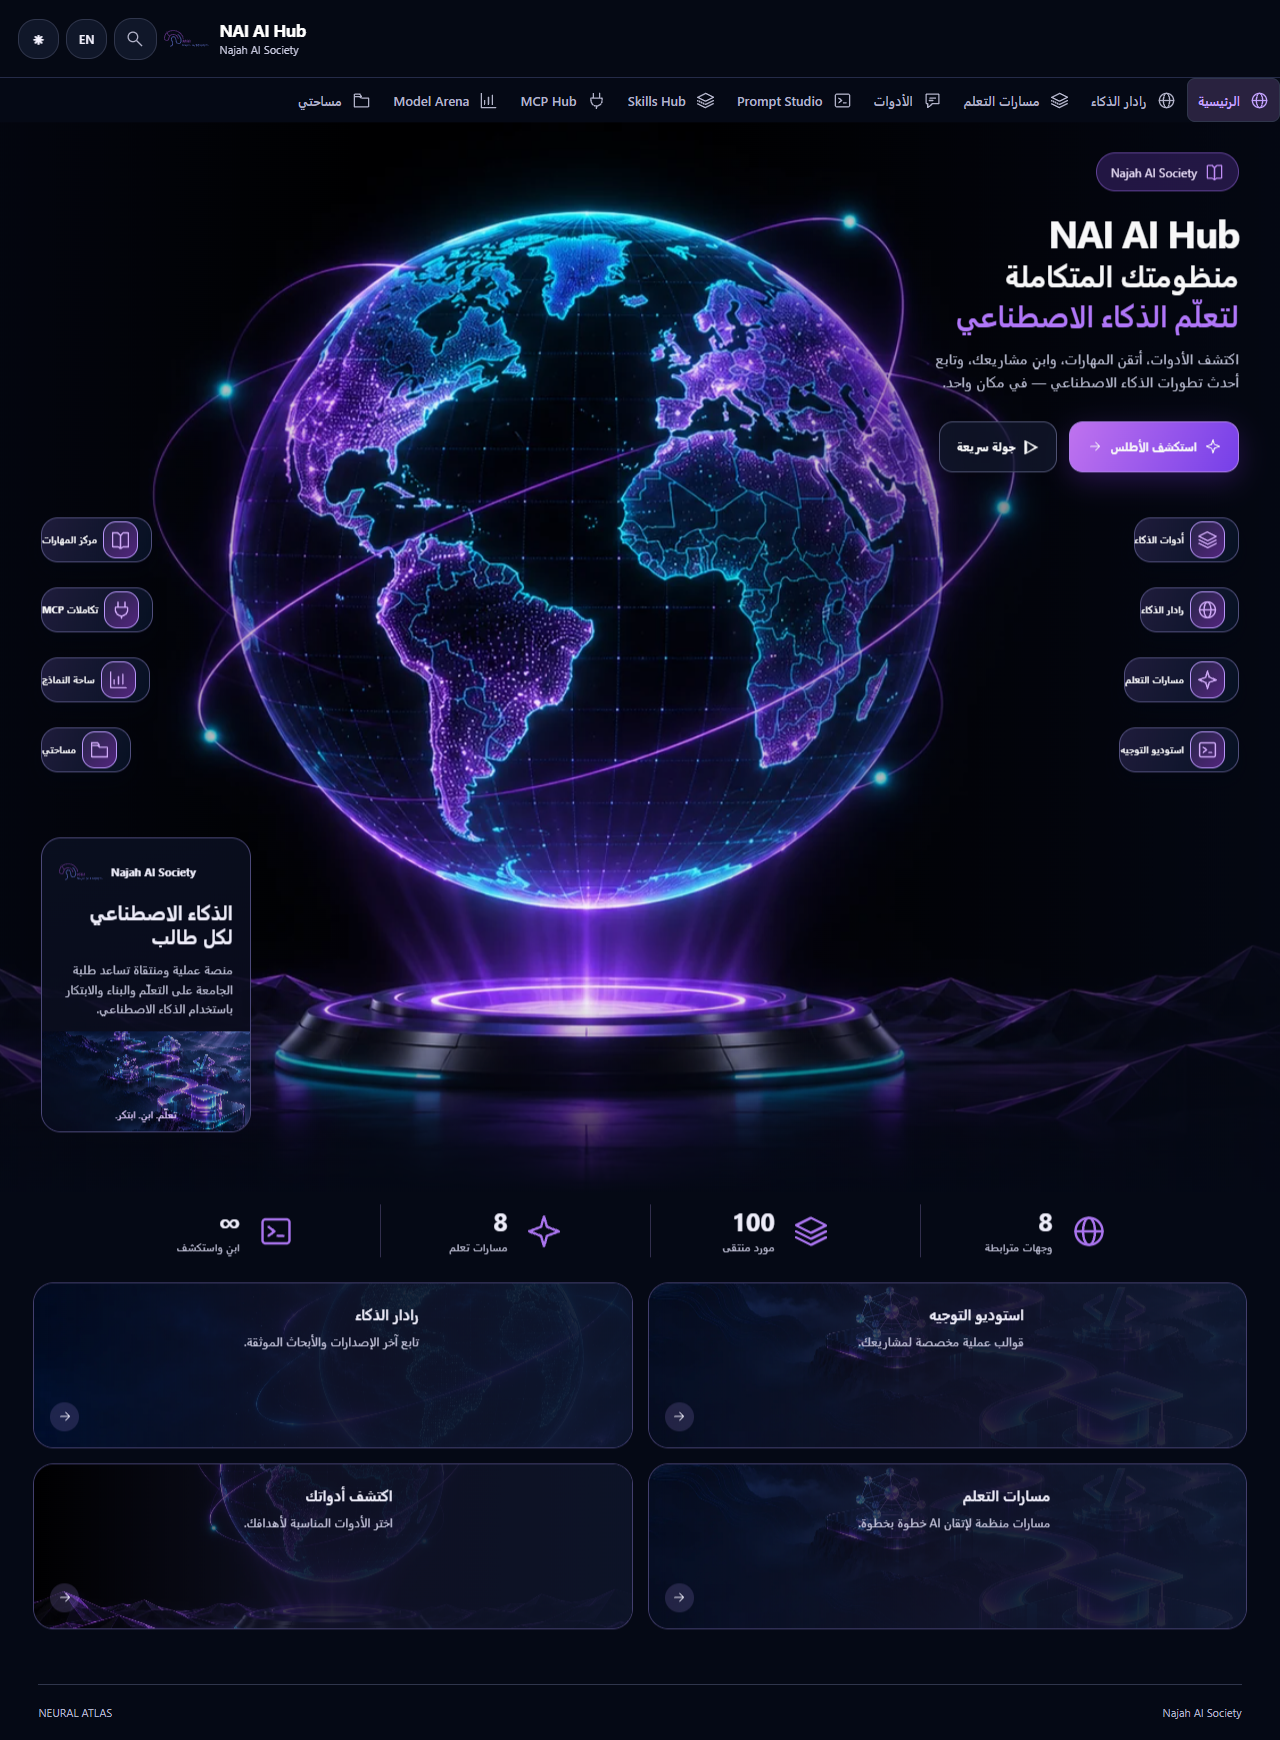 NAI AI Hub
Najah AI Society
EN
الرئيسية
رادار الذكاء
مسارات التعلم
الأدوات
Prompt Studio
Skills Hub
MCP Hub
Model Arena
مساحتي
Najah AI Society
NAI AI Hub
منظومتك المتكاملة
لتعلّم الذكاء الاصطناعي
اكتشف الأدوات، أتقن المهارات، وابنِ مشاريعك، وتابع
أحدث تطورات الذكاء الاصطناعي — في مكان واحد.
استكشف الأطلس
جولة سريعة
أدوات الذكاء
رادار الذكاء
مسارات التعلم
استوديو التوجيه
مركز المهارات
تكاملات MCP
ساحة النماذج
مساحتي
Najah AI Society
الذكاء الاصطناعي
لكل طالب
منصة عملية ومنتقاة تساعد طلبة
الجامعة على التعلّم والبناء والابتكار
باستخدام الذكاء الاصطناعي.
تعلّم. ابنِ. ابتكر.
8
وجهات مترابطة
100
مورد منتقى
8
مسارات تعلم
∞
ابنِ واستكشف
استوديو التوجيه
قوالب عملية مخصصة لمشاريعك.
رادار الذكاء
تابع آخر الإصدارات والأبحاث الموثقة.
مسارات التعلم
مسارات منظمة لإتقان AI خطوة بخطوة.
اكتشف أدواتك
اختر الأدوات المناسبة لأهدافك.
Najah AI Society
NEURAL ATLAS